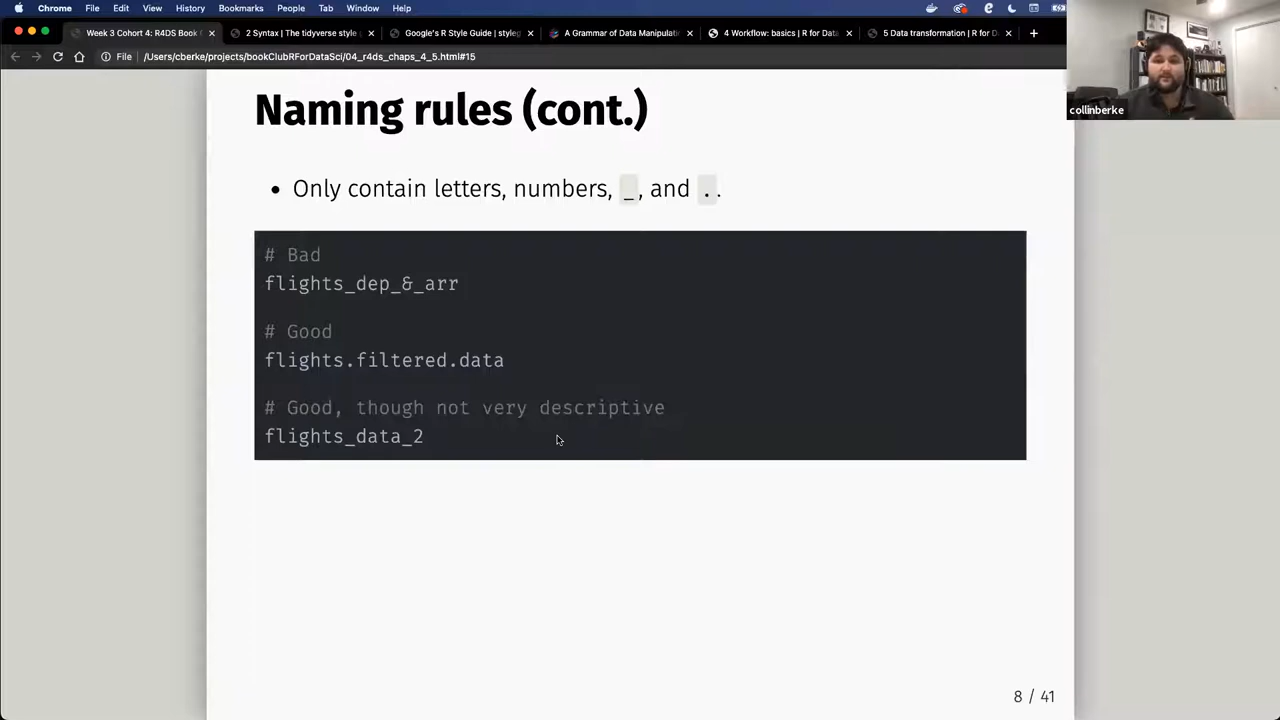 Chrome File Edit View History Bookmarks People Tab Window Help
Week 3 Cohort 4: R4DS Book
2 Syntax | The tidyverse style
Google's R Style Guide | styleg
A Grammar of Data Manipulati
4 Workflow: basics | R for Data
5 Data transformation | R for D
File /Users/cberke/projects/bookClubRForDataSci/04_r4ds_chaps_4_5.html#15
collinberke
Naming rules (cont.)
• Only contain letters, numbers, _, and ..
# Bad
flights_dep_&_arr
# Good
flights.filtered.data
# Good, though not very descriptive
flights_data_2
8 / 41